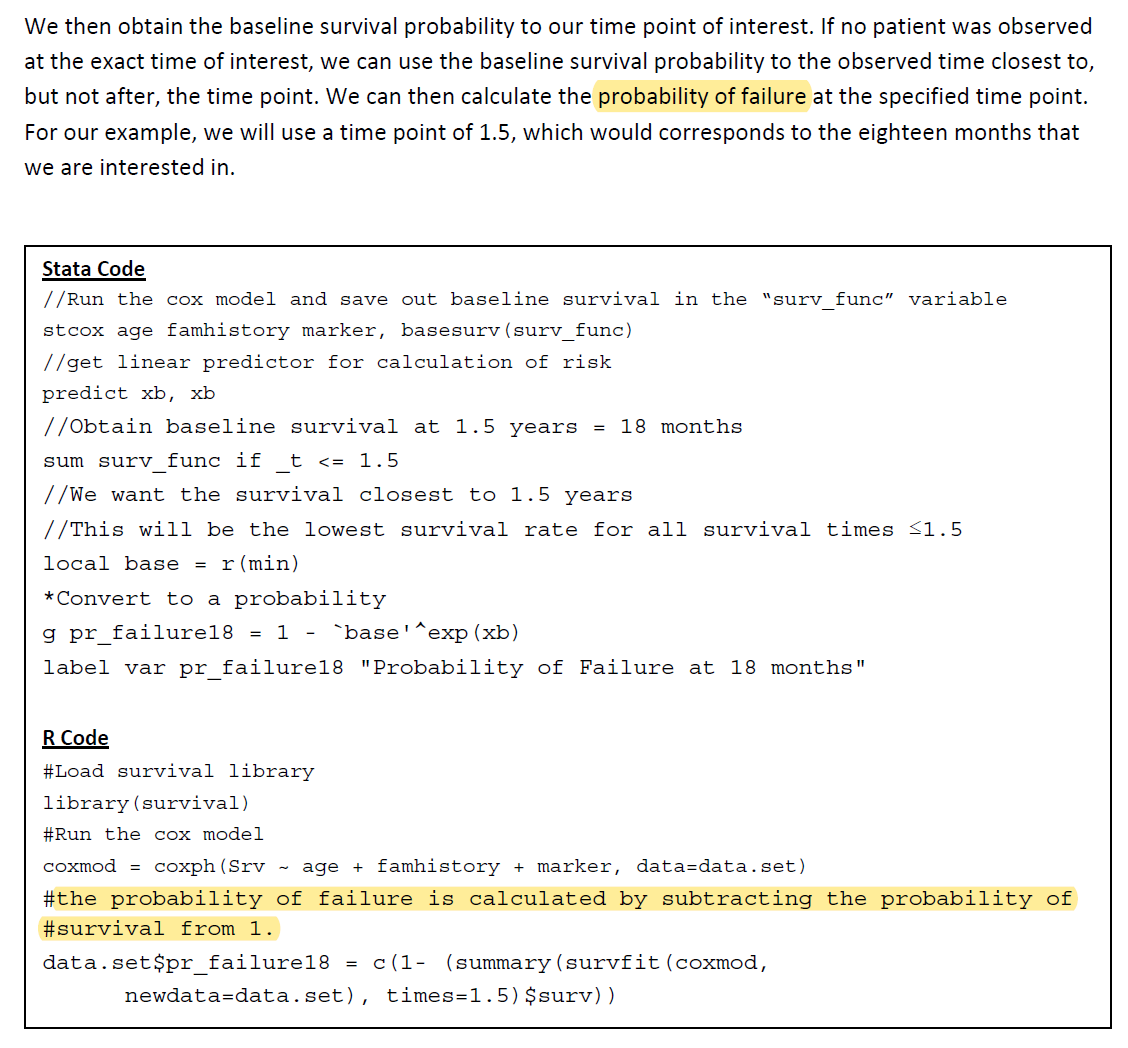 We then obtain the baseline survival probability to our time point of interest. If no patient was observed
at the exact time of interest, we can use the baseline survival probability to the observed time closest to,
but not after, the time point. We can then calculate the probability of failure at the specified time point.
For our example, we will use a time point of 1.5, which would corresponds to the eighteen months that
we are interested in.
Stata Code
//Run the cox model and save out baseline survival in the “surv_func” variable
stcox age famhistory marker, basesurv(surv_func)
//get linear predictor for calculation of risk
predict xb, xb
//Obtain baseline survival at 1.5 years = 18 months
sum surv_func if _t <= 1.5
//We want the survival closest to 1.5 years
//This will be the lowest survival rate for all survival times ≤1.5
local base = r(min)
*Convert to a probability
g pr_failure18 = 1 - `base'^exp(xb)
label var pr_failure18 "Probability of Failure at 18 months"
R Code
#Load survival library
library(survival)
#Run the cox model
coxmod = coxph(Srv ~ age + famhistory + marker, data=data.set)
#the probability of failure is calculated by subtracting the probability of
#survival from 1.
data.set$pr_failure18 = c(1- (summary(survfit(coxmod,
newdata=data.set), times=1.5)$surv))